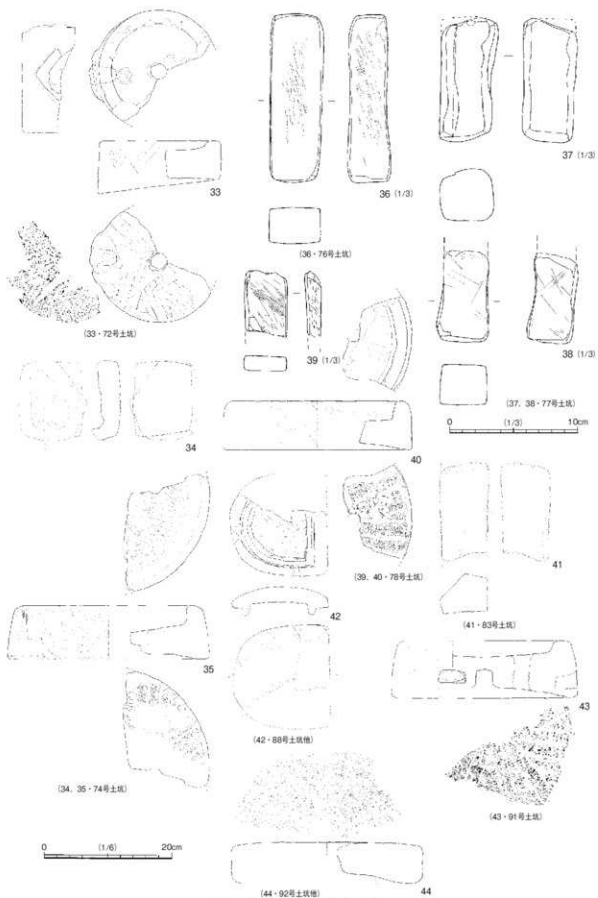 33
(33・72号土坑)
36 (1/3)
(36・76号土坑)
37 (1/3)
38 (1/3)
(37. 38・77号土坑)
0 (1/3) 10cm
34
39 (1/3)
40
(39. 40・78号土坑)
35
(34. 35・74号土坑)
42
(42・88号土坑他)
41
(41・83号土坑)
43
(43・91号土坑)
0 (1/6) 20cm
44
(44・92号土坑他)